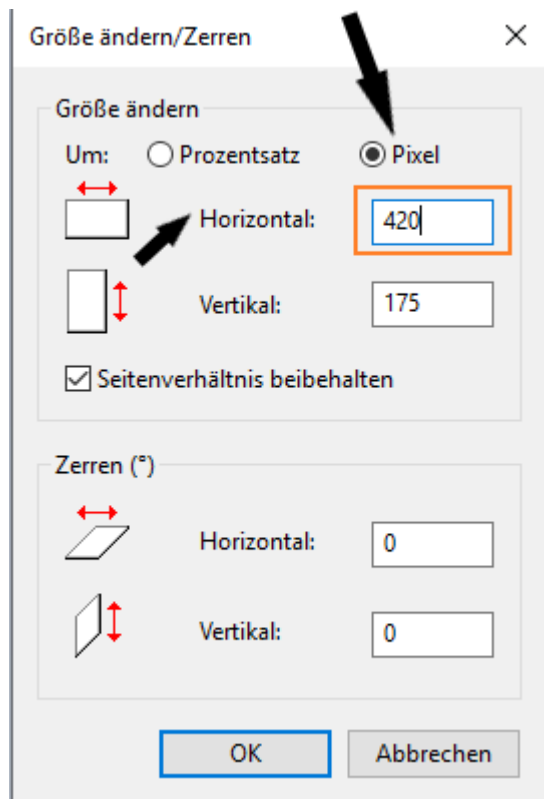 Größe ändern/Zerren
Größe ändern
Um: Prozentsatz Pixel
Horizontal: 420
Vertikal: 175
Seitenverhältnis beibehalten
Zerren (°)
Horizontal: 0
Vertikal: 0
OK Abbrechen